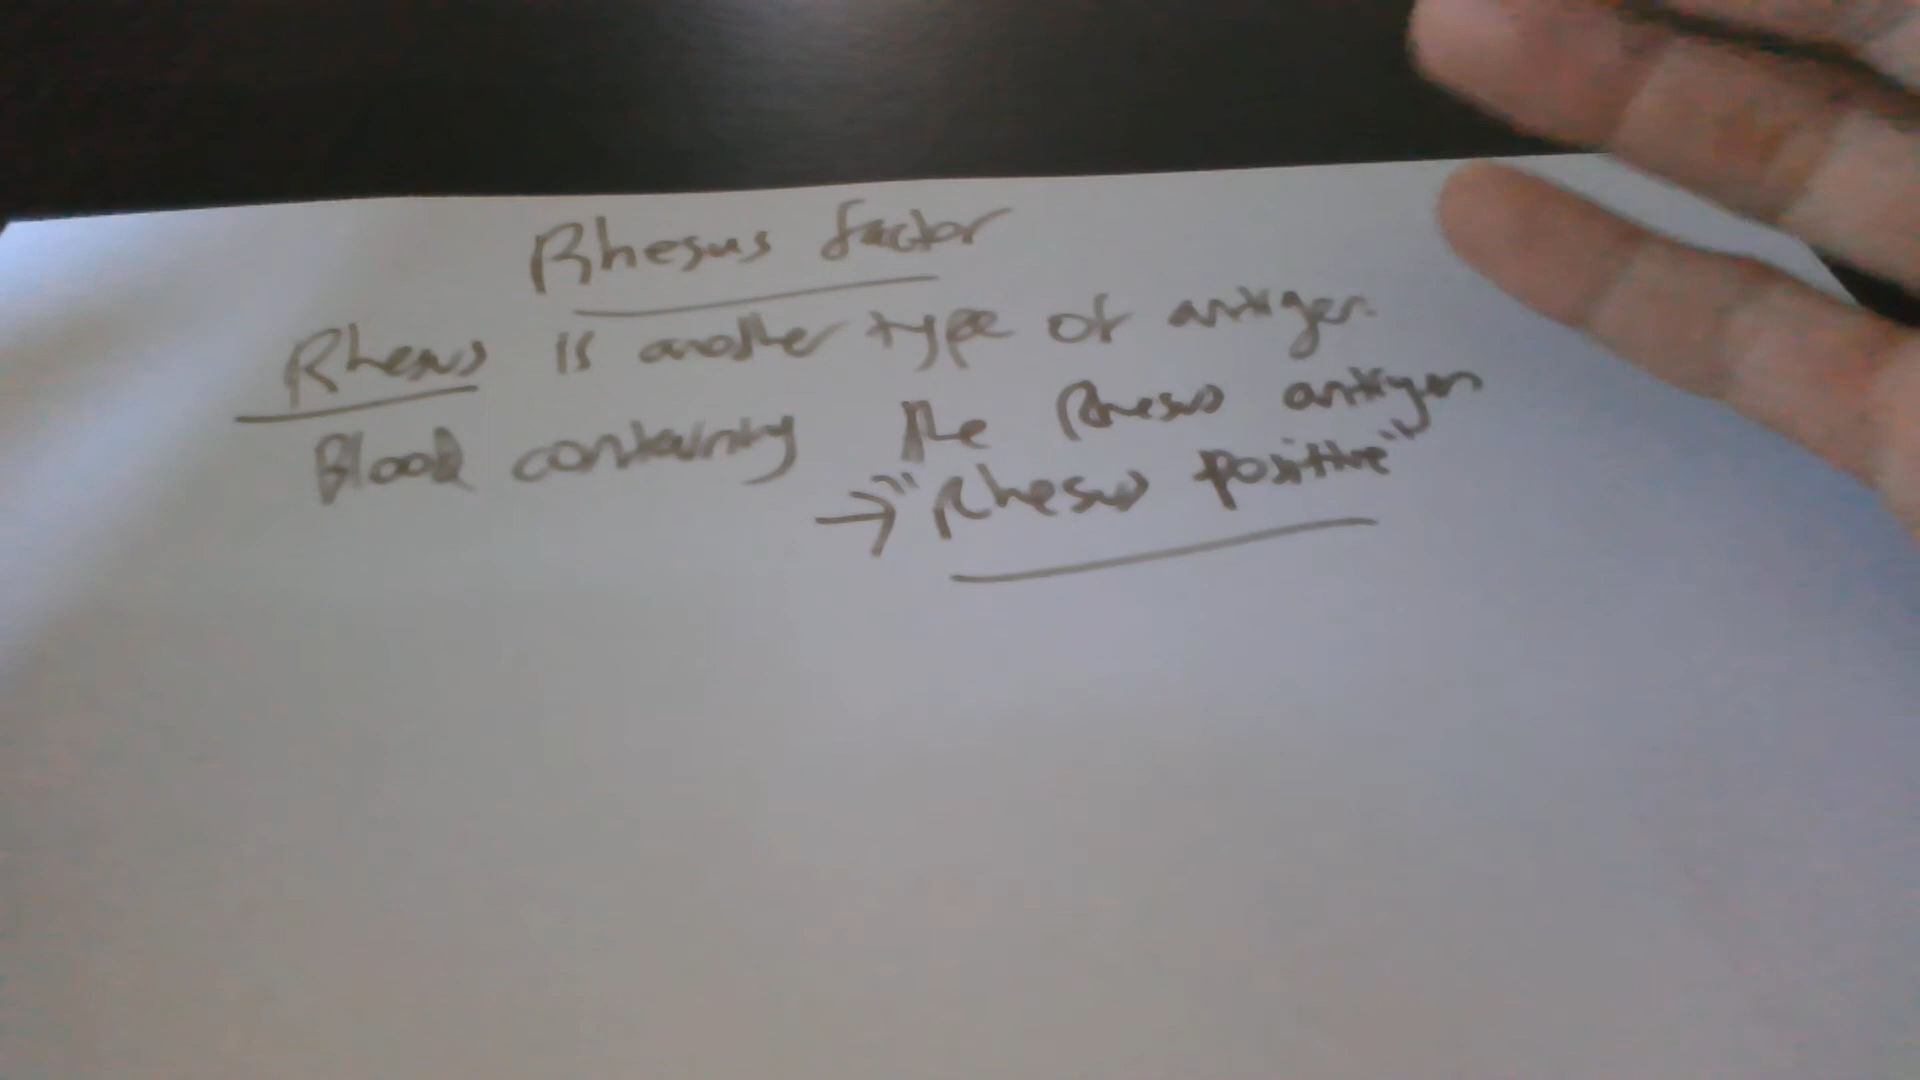 Rhesus factor
Rhesus is another type of antigen.
Blood containing the Rhesus antigen
→ "Rhesus positive"